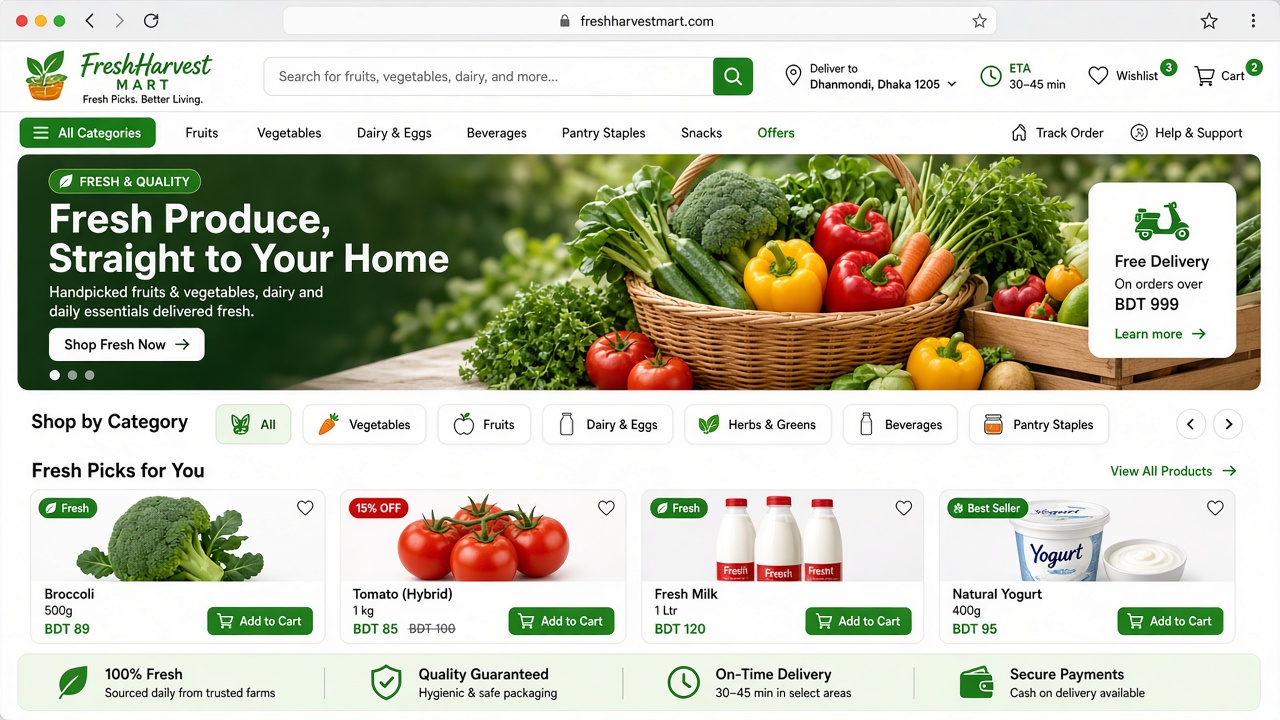 freshharvestmart.com
FreshHarvest
MART
Fresh Picks. Better Living.
Search for fruits, vegetables, dairy, and more...
Deliver to
Dhanmondi, Dhaka 1205
ETA
30–45 min
Wishlist
3
Cart
2
All Categories
Fruits
Vegetables
Dairy & Eggs
Beverages
Pantry Staples
Snacks
Offers
Track Order
Help & Support
FRESH & QUALITY
Fresh Produce,
Straight to Your Home
Handpicked fruits & vegetables, dairy and
daily essentials delivered fresh.
Shop Fresh Now
Free Delivery
On orders over
BDT 999
Learn more
Shop by Category
All
Vegetables
Fruits
Dairy & Eggs
Herbs & Greens
Beverages
Pantry Staples
Fresh Picks for You
View All Products
Fresh
Broccoli
500g
BDT 89
Add to Cart
15% OFF
Tomato (Hybrid)
1 kg
BDT 85 BDT 100
Add to Cart
Fresh
Fresh Milk
1 Ltr
BDT 120
Add to Cart
Best Seller
Yogurt
Natural Yogurt
400g
BDT 95
Add to Cart
100% Fresh
Sourced daily from trusted farms
Quality Guaranteed
Hygienic & safe packaging
On-Time Delivery
30–45 min in select areas
Secure Payments
Cash on delivery available